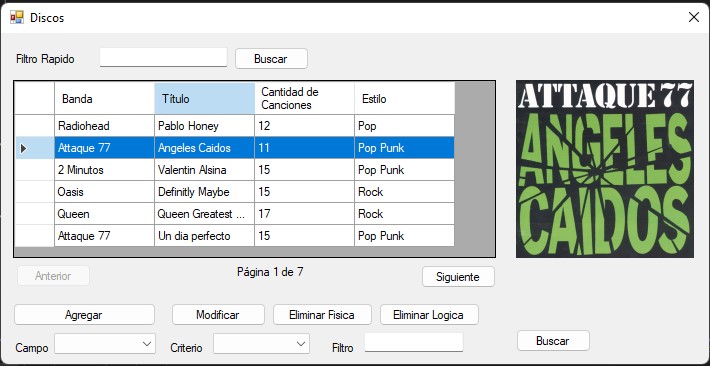 Discos
Filtro Rapido
Buscar
Banda Título Cantidad de Canciones Estilo
Radiohead Pablo Honey 12 Pop
Attaque 77 Angeles Caidos 11 Pop Punk
2 Minutos Valentin Alsina 15 Pop Punk
Oasis Definitly Maybe 15 Rock
Queen Queen Greatest ... 17 Rock
Attaque 77 Un dia perfecto 15 Pop Punk
ATTAQUE 77
ANGELES
CAIDOS
Anterior Página 1 de 7 Siguiente
Agregar Modificar Eliminar Fisica Eliminar Logica
Campo Criterio Filtro Buscar